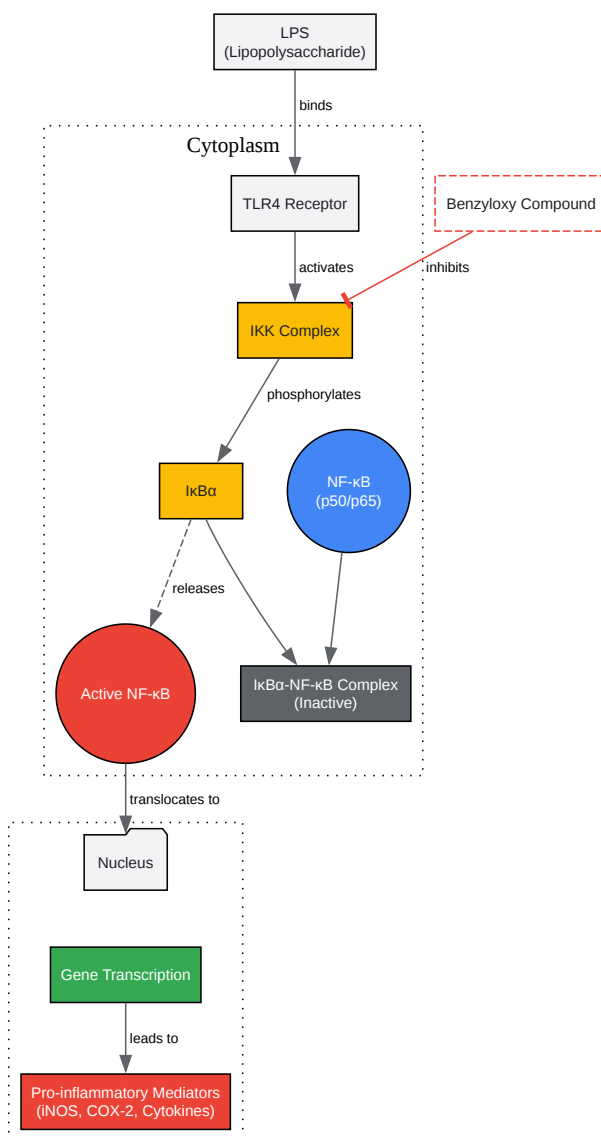 LPS
(Lipopolysaccharide)
binds
Cytoplasm
TLR4 Receptor
Benzyloxy Compound
activates
inhibits
IKK Complex
phosphorylates
IκBα
NF-κB
(p50/p65)
releases
Active NF-κB
IκBα-NF-κB Complex
(Inactive)
translocates to
Nucleus
Gene Transcription
leads to
Pro-inflammatory Mediators
(iNOS, COX-2, Cytokines)